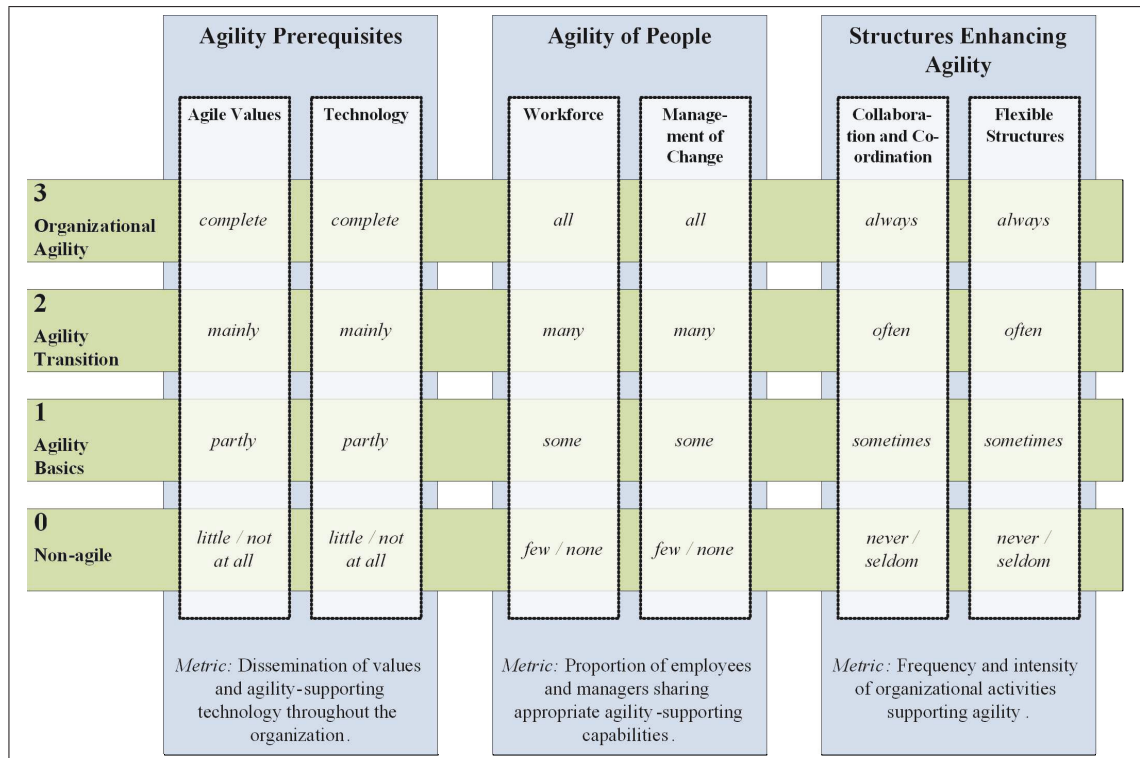 Agility Prerequisites
Agility of People
Structures Enhancing
Agility
Agile Values
Technology
Workforce
Manage-
ment of
Change
Collabora-
tion and Co-
ordination
Flexible
Structures
3
Organizational
Agility
complete
complete
all
all
always
always
2
Agility
Transition
mainly
mainly
many
many
often
often
1
Agility
Basics
partly
partly
some
some
sometimes
sometimes
0
Non-agile
little / not
at all
little / not
at all
few / none
few / none
never /
seldom
never /
seldom
Metric: Dissemination of values
and agility-supporting
technology throughout the
organization.
Metric: Proportion of employees
and managers sharing
appropriate agility-supporting
capabilities.
Metric: Frequency and intensity
of organizational activities
supporting agility.